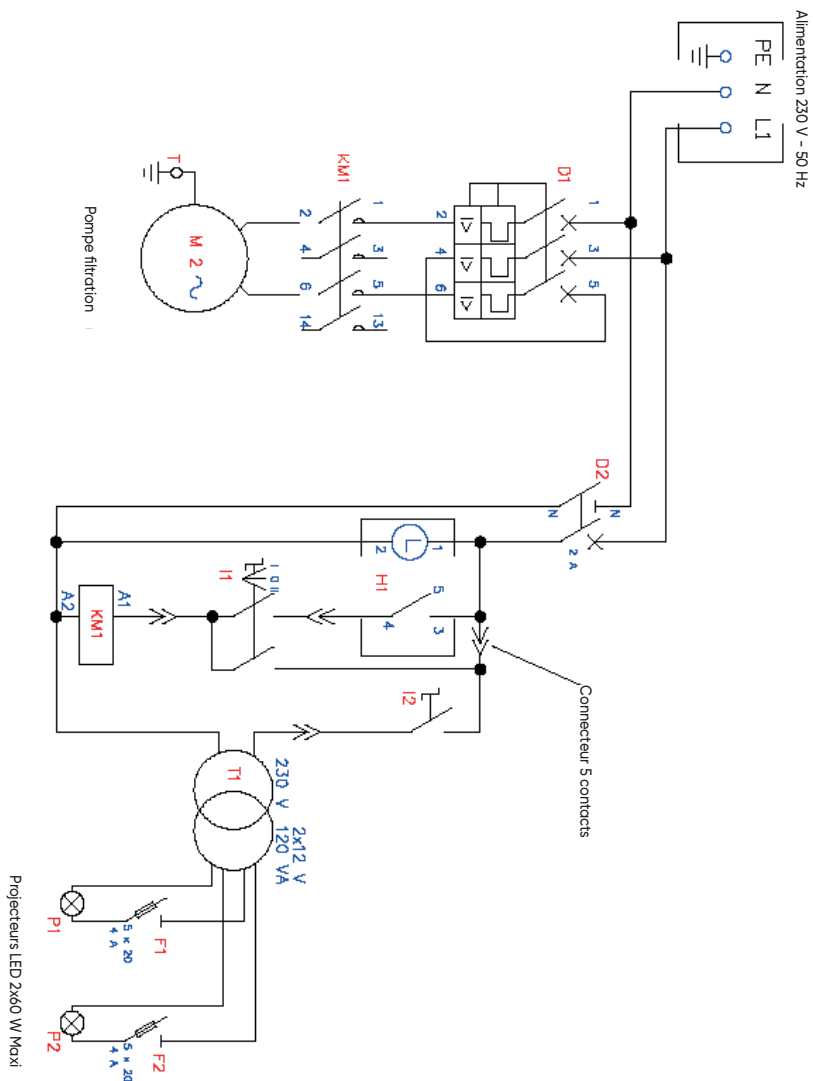 Alimentation 230 V - 50 Hz
PE
N
L1
D1
1
3
5
2
4
6
KM1
1
3
5
13
2
4
6
14
T
M 2
Pompe filtration
D2
N
N
2 A
L
1
2
H1
5
3
4
I1
I 0 II
KM1
A1
A2
Connecteur 5 contacts
I2
T1
230 V
2x12 V
120 VA
P1
F1
5 x 20
4 A
P2
F2
5 x 20
4 A
Projecteurs LED 2x60 W Maxi